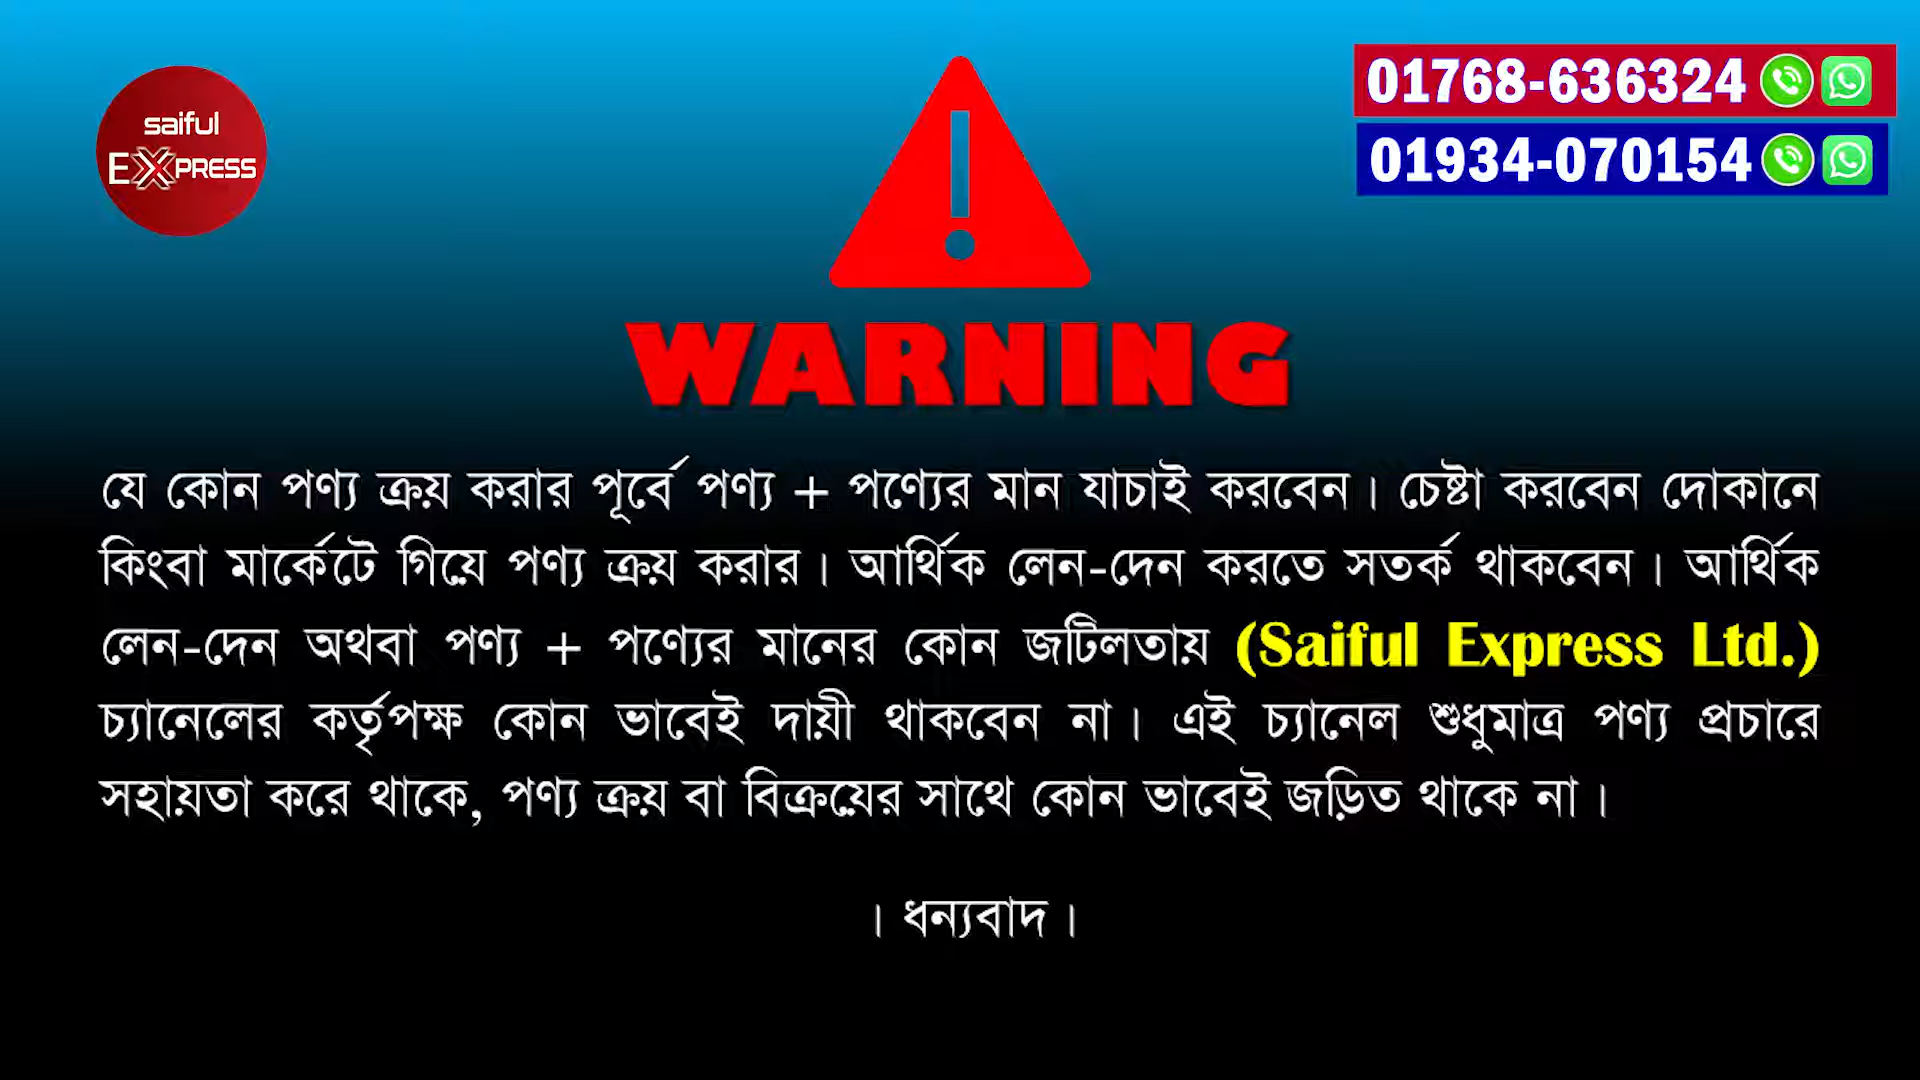 saiful
EXPRESS
01768-636324
01934-070154
WARNING
যে কোন পণ্য ক্রয় করার পূর্বে পণ্য + পণ্যের মান যাচাই করবেন। চেষ্টা করবেন দোকানে
কিংবা মার্কেটে গিয়ে পণ্য ক্রয় করার। আর্থিক লেন-দেন করতে সতর্ক থাকবেন। আর্থিক
লেন-দেন অথবা পণ্য + পণ্যের মানের কোন জটিলতায় (Saiful Express Ltd.)
চ্যানেলের কর্তৃপক্ষ কোন ভাবেই দায়ী থাকবেন না। এই চ্যানেল শুধুমাত্র পণ্য প্রচারে
সহায়তা করে থাকে, পণ্য ক্রয় বা বিক্রয়ের সাথে কোন ভাবেই জড়িত থাকে না।
। ধন্যবাদ ।